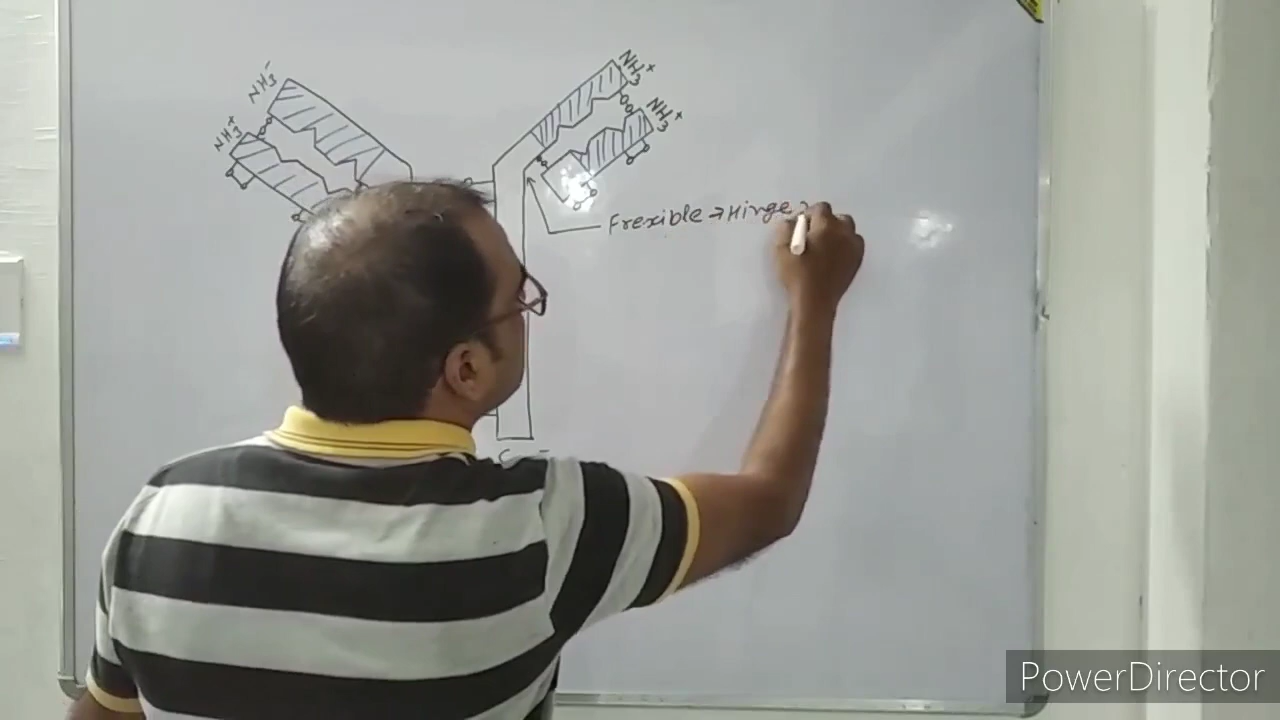 NH3-
NH3+
NH3+
NH3+
Frexible → Hinge
C -
PowerDirector